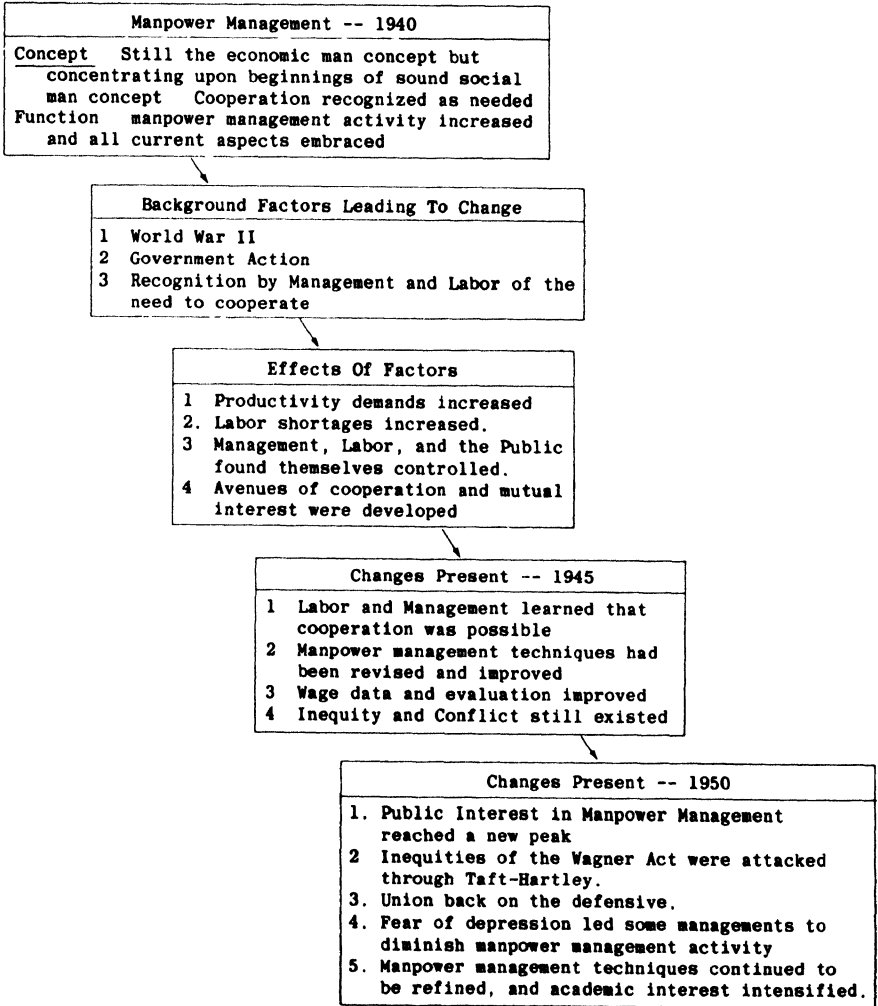 Manpower Management -- 1940
Concept Still the economic man concept but
concentrating upon beginnings of sound social
man concept Cooperation recognized as needed
Function manpower management activity increased
and all current aspects embraced
Background Factors Leading To Change
1 World War II
2 Government Action
3 Recognition by Management and Labor of the
need to cooperate
Effects Of Factors
1 Productivity demands increased
2. Labor shortages increased.
3 Management, Labor, and the Public
found themselves controlled.
4 Avenues of cooperation and mutual
interest were developed
Changes Present -- 1945
1 Labor and Management learned that
cooperation was possible
2 Manpower management techniques had
been revised and improved
3 Wage data and evaluation improved
4 Inequity and Conflict still existed
Changes Present -- 1950
1. Public Interest in Manpower Management
reached a new peak
2 Inequities of the Wagner Act were attacked
through Taft-Hartley.
3. Union back on the defensive.
4. Fear of depression led some managements to
diminish manpower management activity
5. Manpower management techniques continued to
be refined, and academic interest intensified.